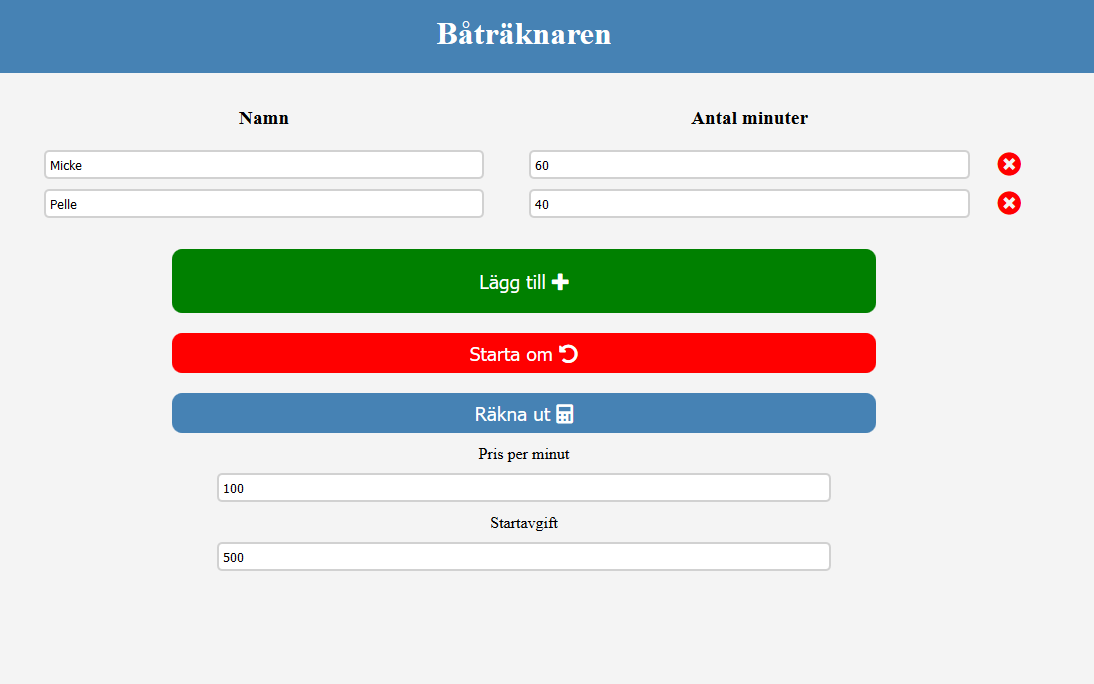 Båträknaren
Namn Antal minuter
Micke 60
Pelle 40
Lägg till
Starta om
Räkna ut
Pris per minut
100
Startavgift
500